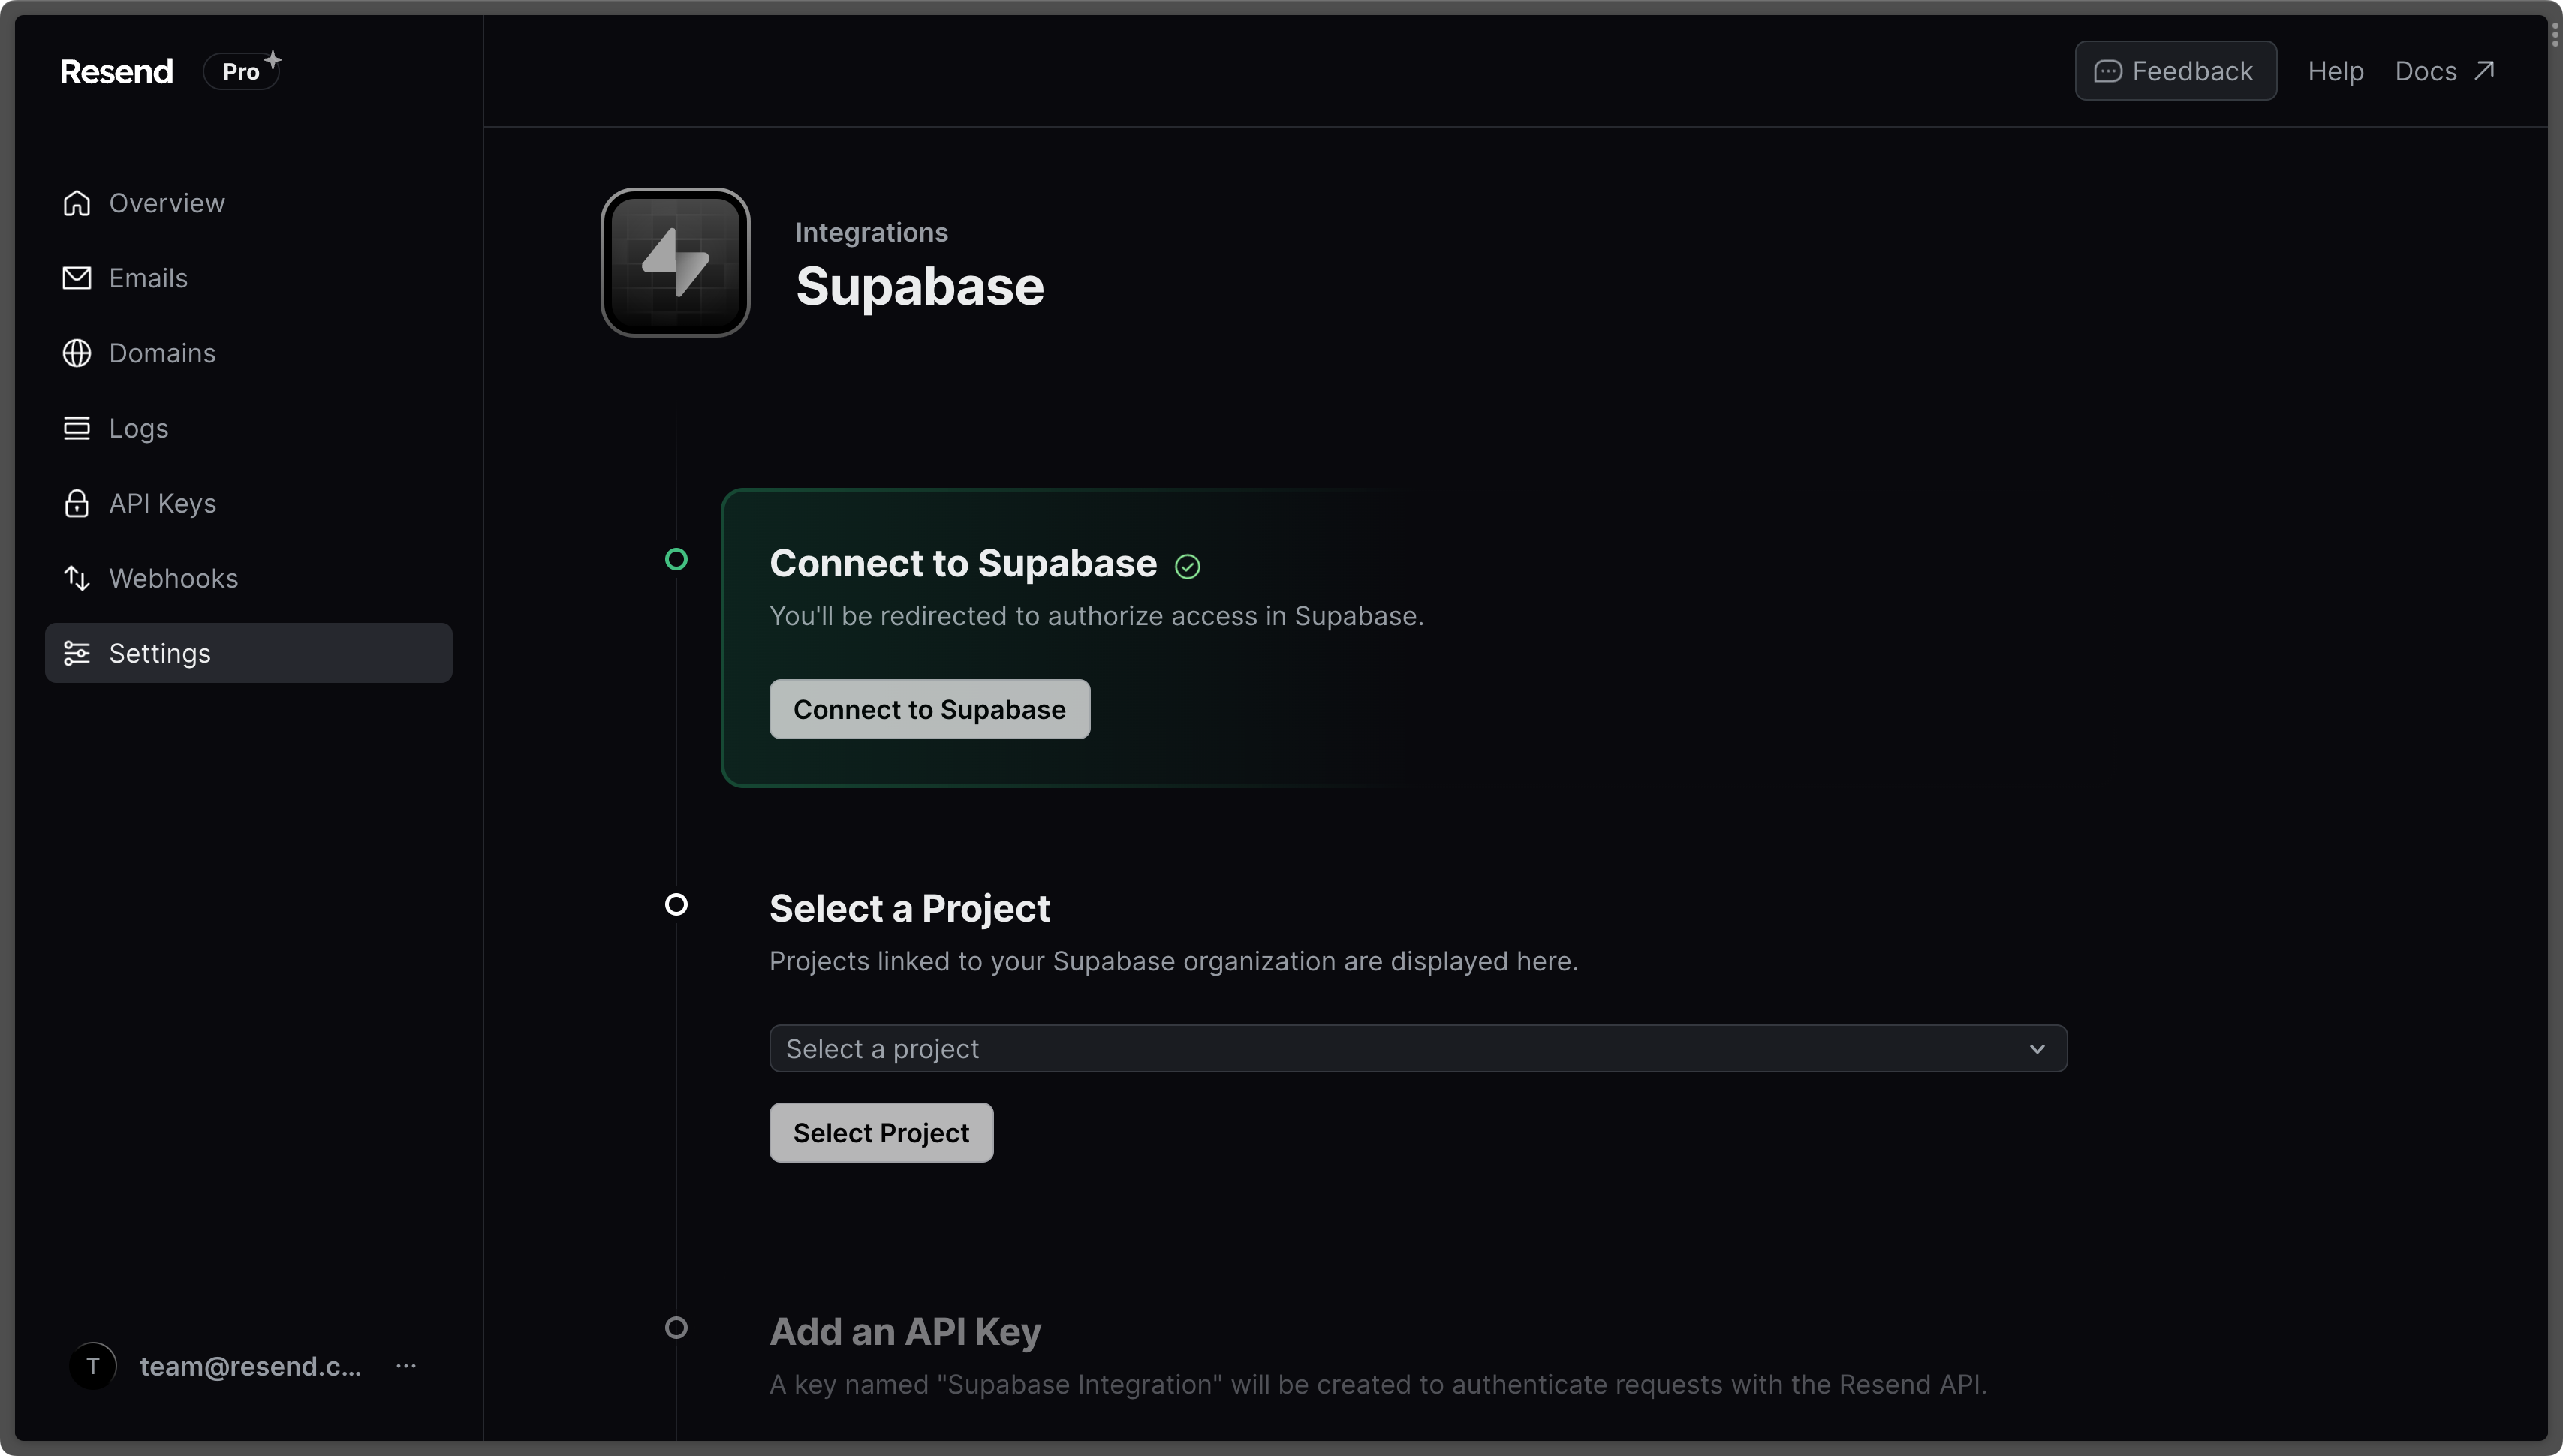 Resend
Pro
Feedback
Help
Docs
Overview
Emails
Domains
Logs
API Keys
Webhooks
Settings
Integrations
Supabase
Connect to Supabase
You'll be redirected to authorize access in Supabase.
Connect to Supabase
Select a Project
Projects linked to your Supabase organization are displayed here.
Select a project
Select Project
Add an API Key
A key named "Supabase Integration" will be created to authenticate requests with the Resend API.
T
team@resend.c...